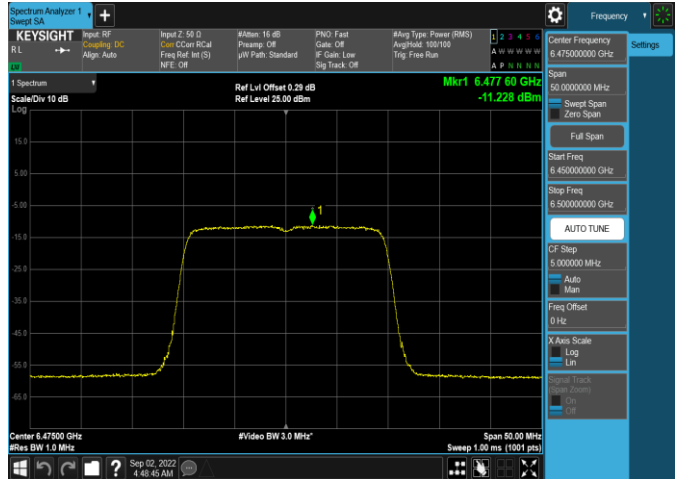 Spectrum Analyzer 1
Swept SA
Frequency
KEYSIGHT
R L
Input: RF
Coupling: DC
Align: Auto
Input Z: 50 Ω
Corr CCorr RCal
Freq Ref: Int (S)
NFE: Off
#Atten: 16 dB
Preamp: Off
µW Path: Standard
PNO: Fast
Gate: Off
IF Gain: Low
Sig Track: Off
#Avg Type: Power (RMS)
Avg|Hold: 100/100
Trig: Free Run
1 2 3 4 5 6
A W W W W W
A P N N N N
1 Spectrum
Scale/Div 10 dB
Log
Ref Lvl Offset 0.29 dB
Ref Level 25.00 dBm
Mkr1 6.477 60 GHz
-11.228 dBm
15.0
5.00
-5.00
-15.0
-25.0
-35.0
-45.0
-55.0
-65.0
1
Center 6.47500 GHz
#Res BW 1.0 MHz
#Video BW 3.0 MHz*
Span 50.00 MHz
Sweep 1.00 ms (1001 pts)
Sep 02, 2022
4:48:45 AM
Center Frequency
6.475000000 GHz
Span
50.0000000 MHz
Swept Span
Zero Span
Full Span
Start Freq
6.450000000 GHz
Stop Freq
6.500000000 GHz
AUTO TUNE
CF Step
5.000000 MHz
Auto
Man
Freq Offset
0 Hz
X Axis Scale
Log
Lin
Signal Track
(Span Zoom)
On
Off
Settings